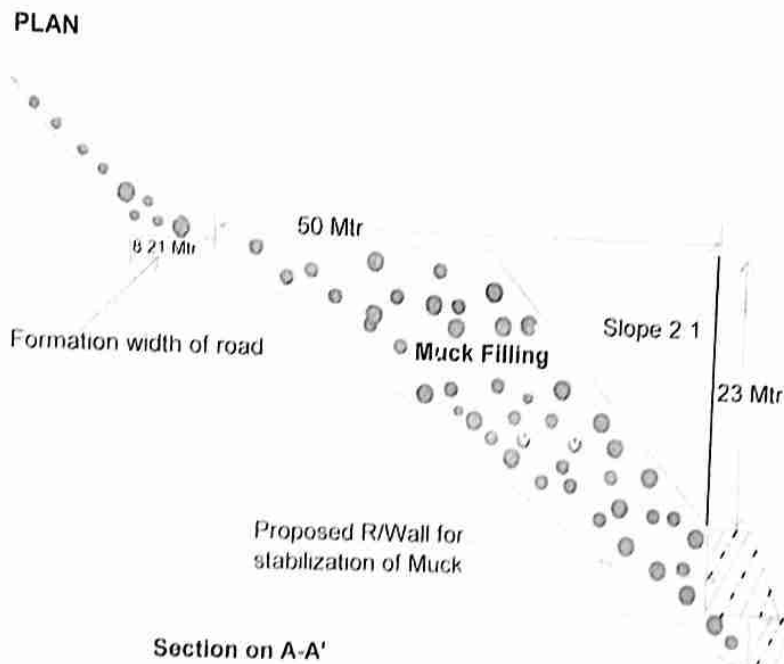 PLAN
50 Mtr
8 21 Mtr
Formation width of road
Slope 2 1
Muck Filling
23 Mtr
Proposed R/Wall for
stabilization of Muck
Section on A-A'